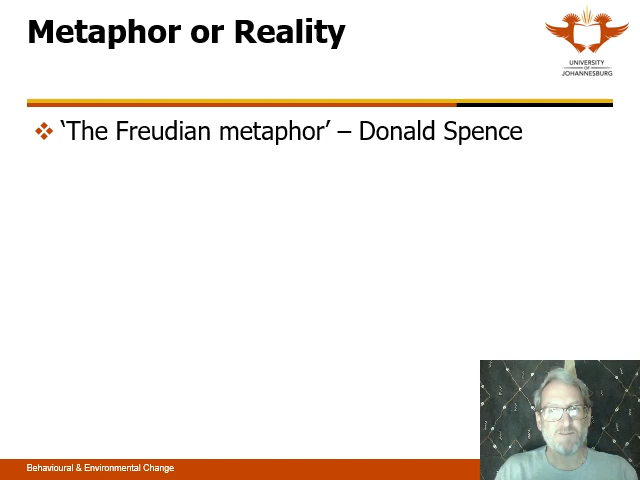 Metaphor or Reality
UNIVERSITY
OF
JOHANNESBURG
‘The Freudian metaphor’ – Donald Spence
Behavioural & Environmental Change